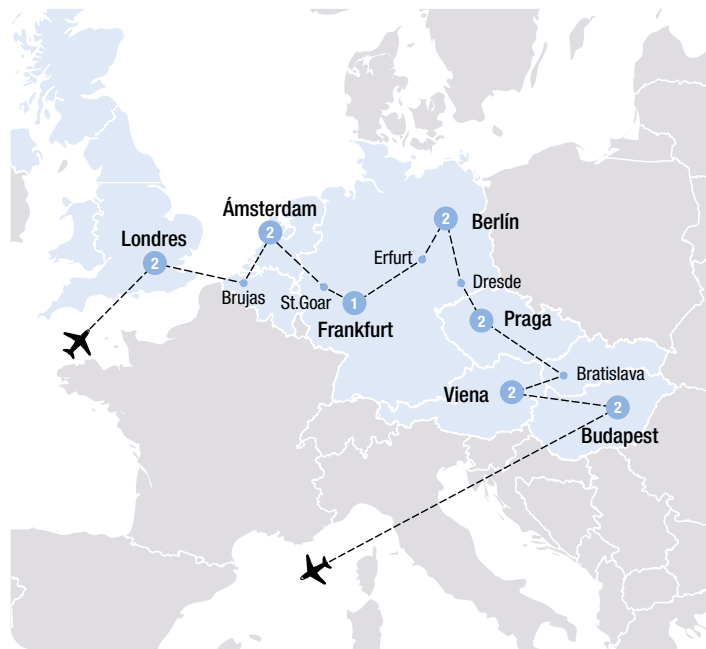 Ámsterdam
2
Londres
2
Brujas
St.Goar
1
Frankfurt
Erfurt
2
Berlín
Dresde
2
Praga
Bratislava
Viena
2
2
Budapest